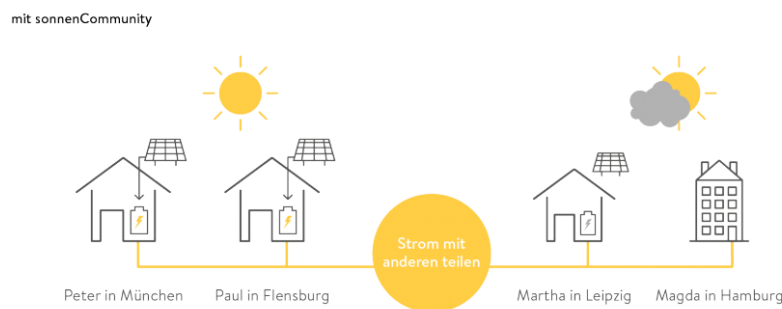 mit sonnenCommunity
Strom mit
anderen teilen
Peter in München
Paul in Flensburg
Martha in Leipzig
Magda in Hamburg